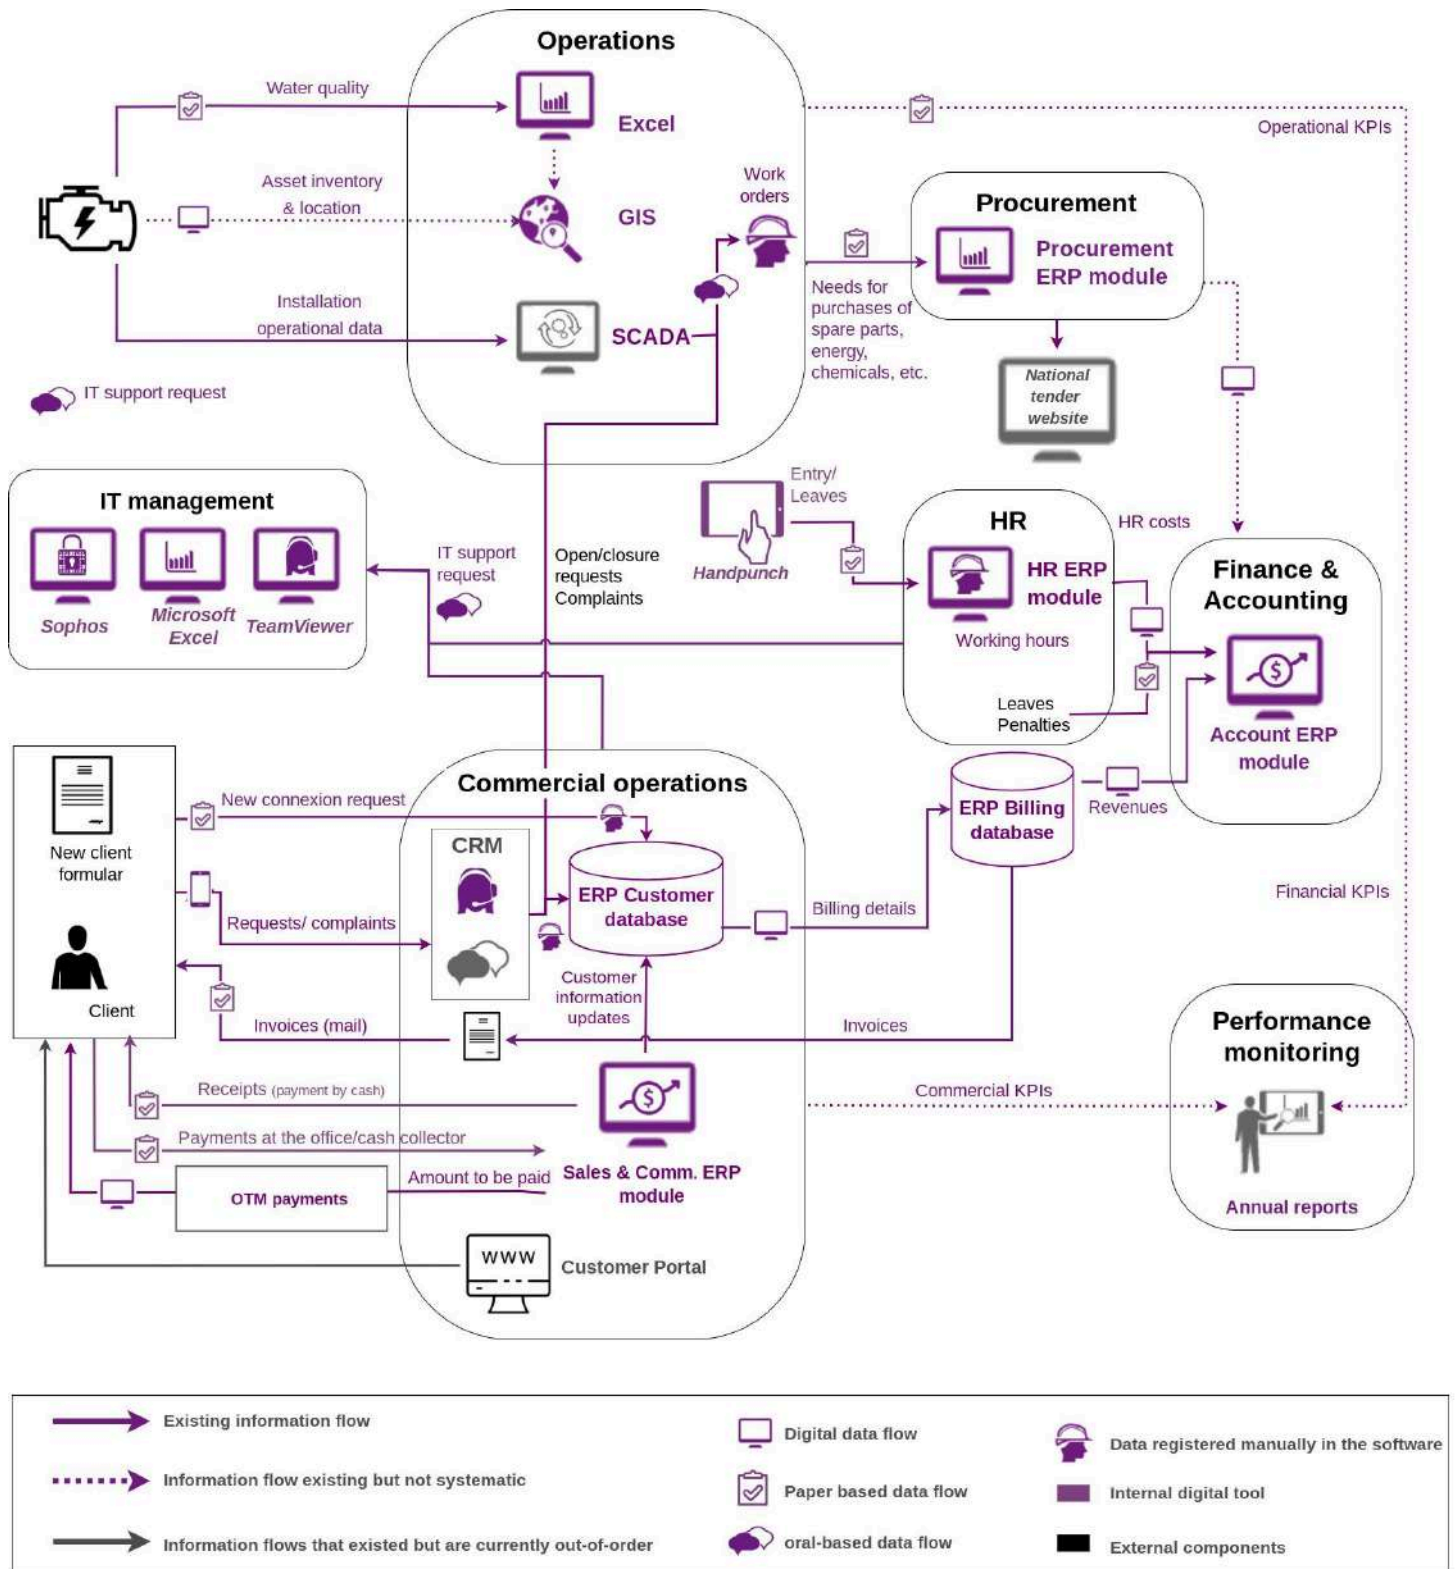 Operations
Water quality
Excel
Operational KPIs
Asset inventory
& location
GIS
Work
orders
Procurement
Procurement
ERP module
Installation
operational data
SCADA
Needs for
purchases of
spare parts,
energy,
chemicals, etc.
National
tender
website
IT support request
IT management
Sophos
Microsoft
Excel
TeamViewer
IT support
request
Open/closure
requests
Complaints
Entry/
Leaves
Handpunch
HR
HR ERP
module
Working hours
Leaves
Penalties
HR costs
Finance &
Accounting
Account ERP
module
New client
formular
Client
New connexion request
Requests/ complaints
Invoices (mail)
Receipts (payment by cash)
Payments at the office/cash collector
OTM payments
Amount to be paid
Commercial operations
CRM
ERP Customer
database
Customer
information
updates
Sales & Comm. ERP
module
WWW
Customer Portal
Billing details
ERP Billing
database
Revenues
Invoices
Commercial KPIs
Financial KPIs
Performance
monitoring
Annual reports
Existing information flow
Information flow existing but not systematic
Information flows that existed but are currently out-of-order
Digital data flow
Paper based data flow
oral-based data flow
Data registered manually in the software
Internal digital tool
External components